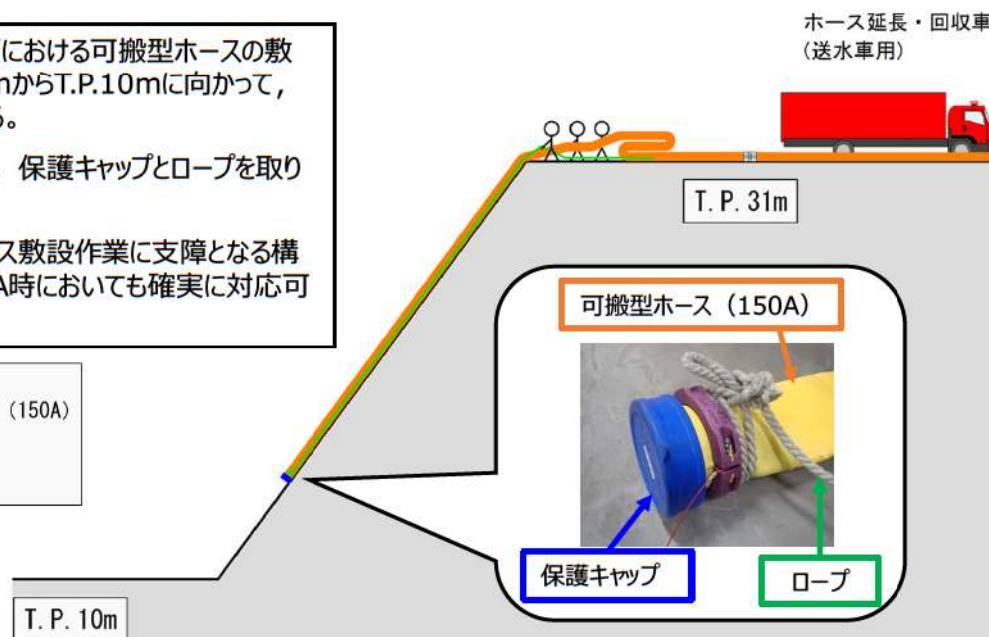 ホース延長・回収車
(送水車用)
における可搬型ホースの敷
mからT.P.10mに向かって,
る。
保護キャップとロープを取り
ス敷設作業に支障となる構
時においても確実に対応可
T.P.31m
可搬型ホース（150A）
(150A)
保護キャップ
ロープ
T.P.10m